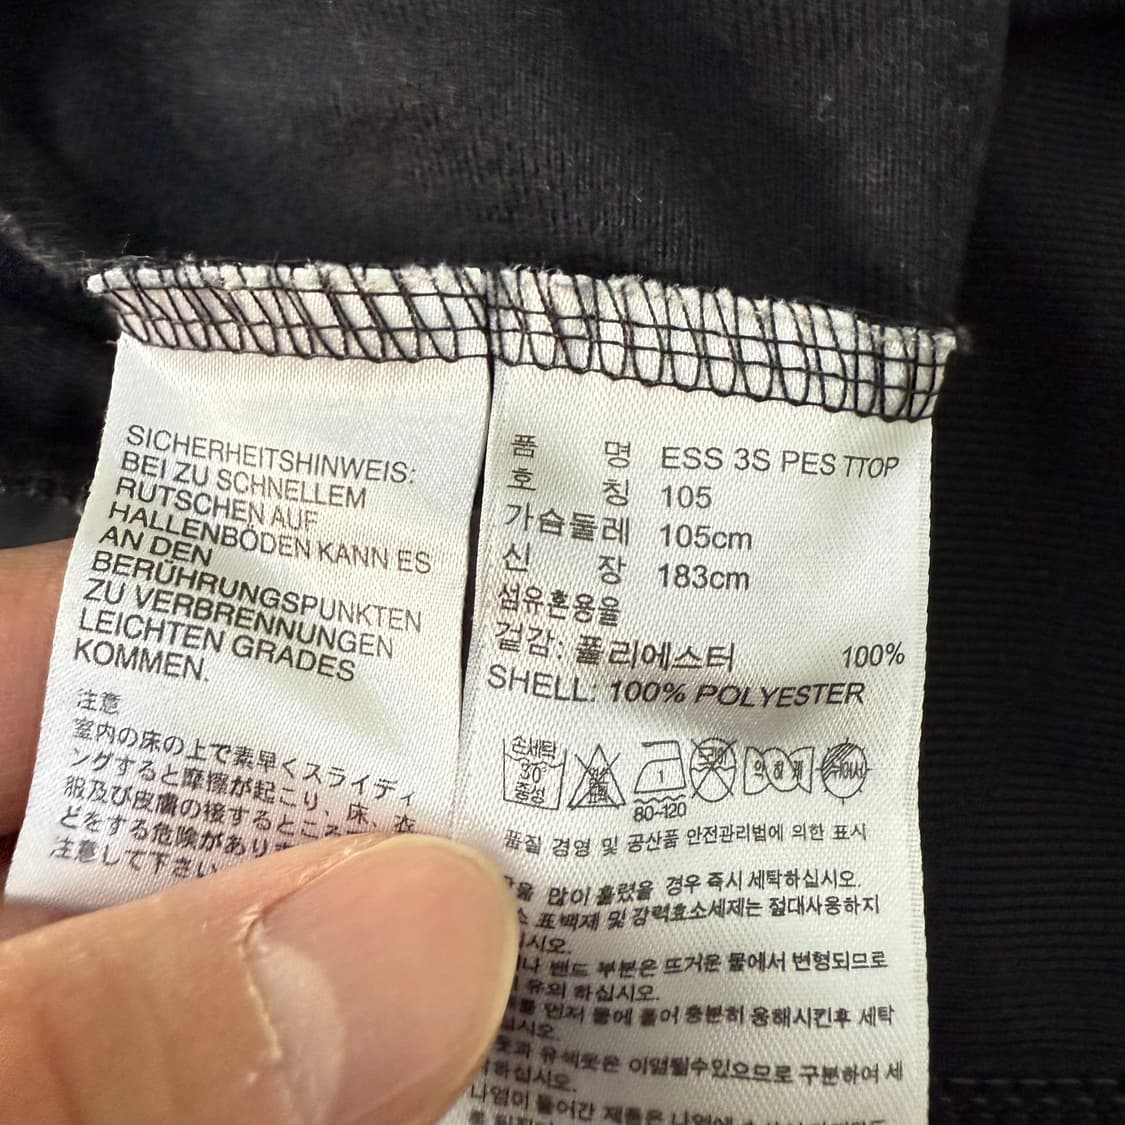 SICHERHEITSHINWEIS:
BEI ZU SCHNELLEM
RUTSCHEN AUF
HALLENBÖDEN KANN ES
AN DEN
BERÜHRUNGSPUNKTEN
ZU VERBRENNUNGEN
LEICHTEN GRADES
KOMMEN.
注意
室内の床の上で素早くスライディ
ングすると摩擦が起こり、床、衣
服及び皮膚の接するところ
どをする危険があり
注意して下さい
품 명 ESS 3S PES TTOP
호 칭 105
가슴둘레 105cm
신 장 183cm
섬유혼용율
겉감: 폴리에스터 100%
SHELL: 100% POLYESTER
손세탁
30°
중성
1
80~120
품질 경영 및 공산품 안전관리법에 의한 표시
많이 흘렸을 경우 즉시 세탁하십시오.
표백제 및 강력효소세제는 절대사용하지
시오.
밴드 부분은 뜨거운 물에서 변형되므로
유의 하십시오.
먼저 물에 풀어 충분히 용해시킨후 세탁
십시오.
유색옷은 이염될수있으므로 구분하여 세
하십시오.
들어간 제품은